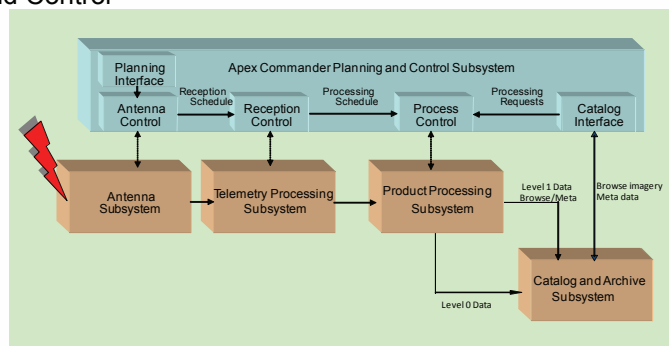 Planning
Interface
Apex Commander Planning and Control Subsystem
Antenna
Control
Reception
Schedule
Reception
Control
Processing
Schedule
Process
Control
Processing
Requests
Catalog
Interface
Antenna
Subsystem
Telemetry Processing
Subsystem
Product Processing
Subsystem
Level 1 Data
Browse/Meta
Browse imagery
Meta data
Catalog and Archive
Subsystem
Level 0 Data